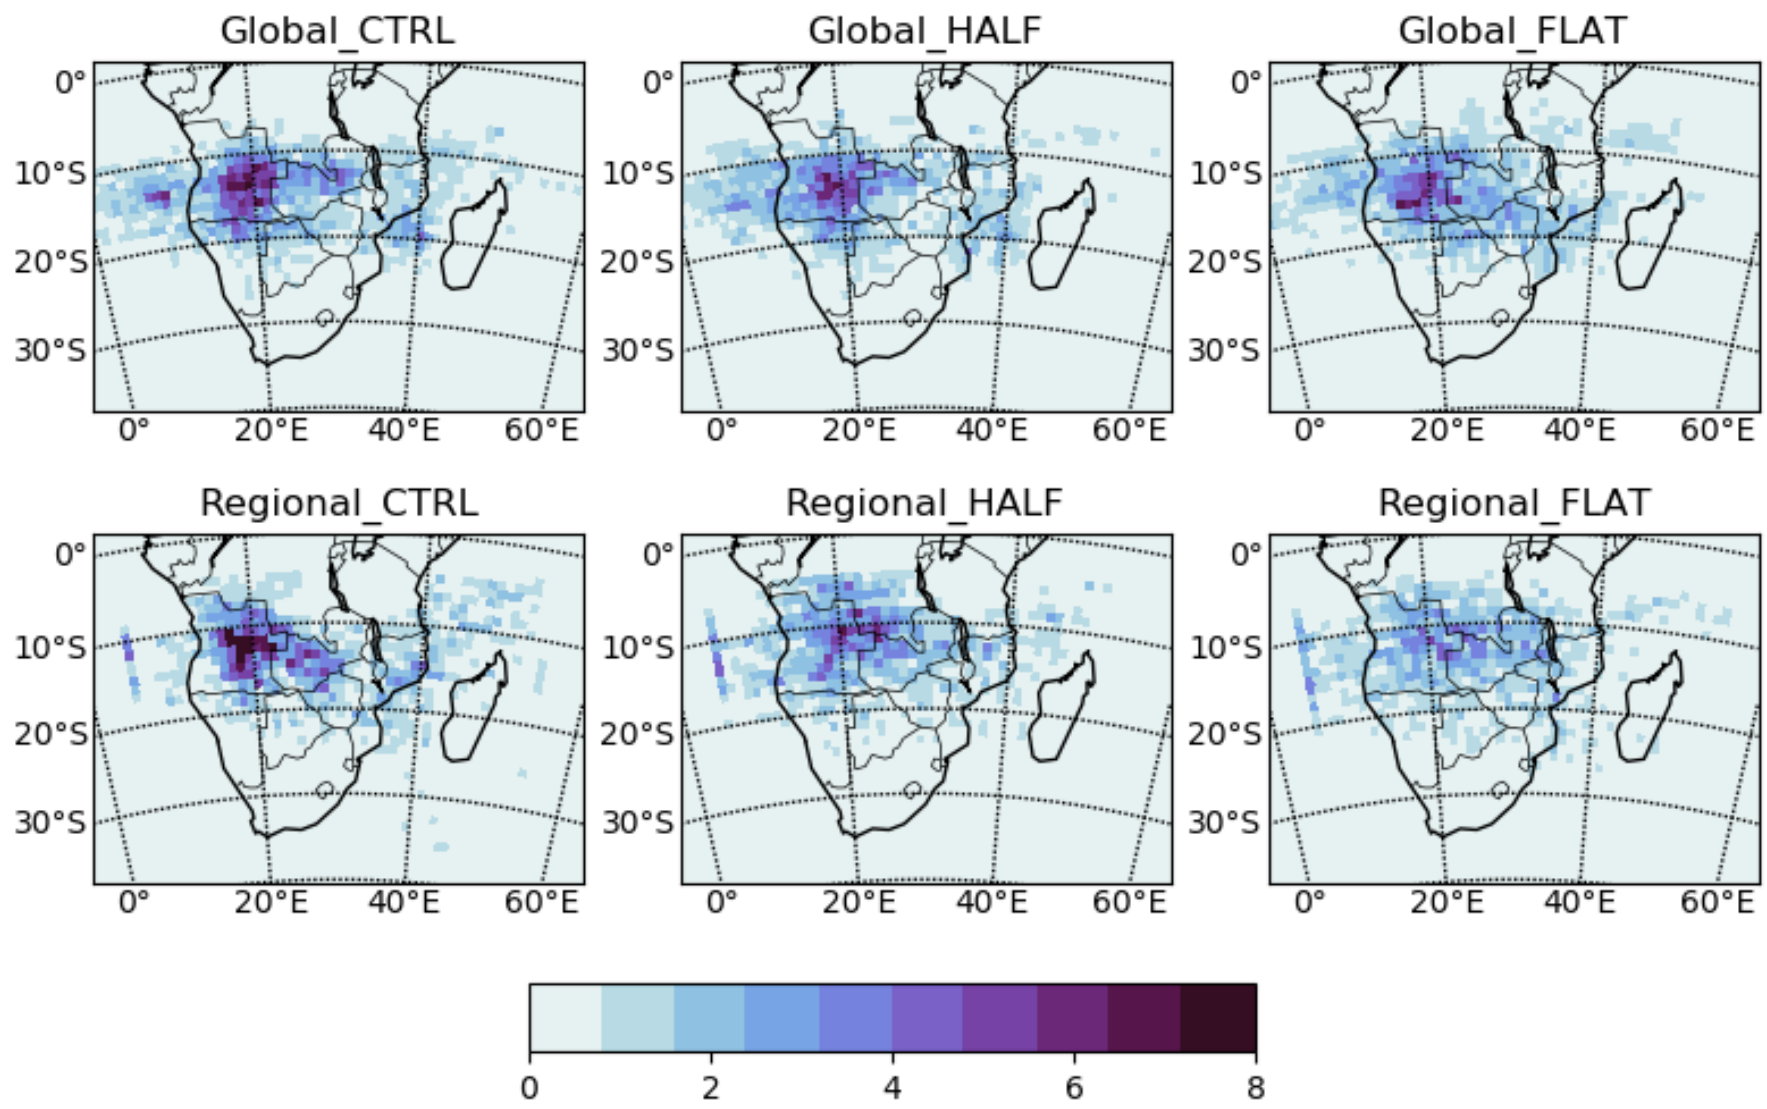 Global_CTRL Global_HALF Global_FLAT
0° 0° 0°
10°S 10°S 10°S
20°S 20°S 20°S
30°S 30°S 30°S
0° 20°E 40°E 60°E 0° 20°E 40°E 60°E 0° 20°E 40°E 60°E
Regional_CTRL Regional_HALF Regional_FLAT
0° 0° 0°
10°S 10°S 10°S
20°S 20°S 20°S
30°S 30°S 30°S
0° 20°E 40°E 60°E 0° 20°E 40°E 60°E 0° 20°E 40°E 60°E
0 2 4 6 8